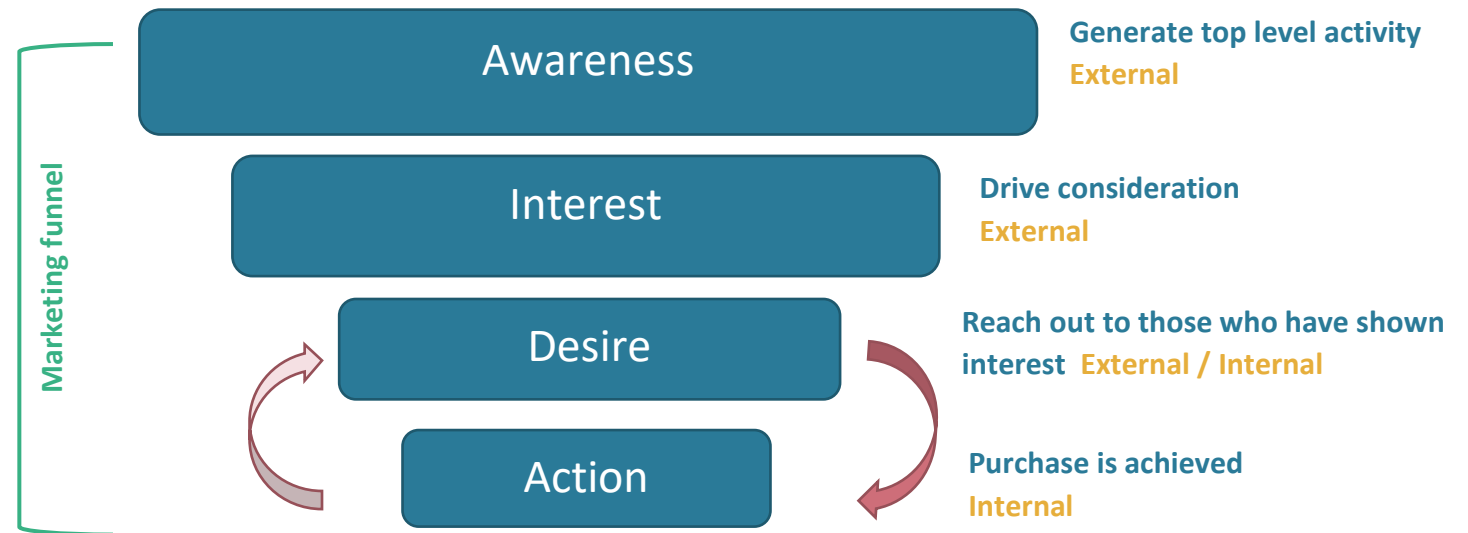 Marketing funnel
Awareness
Generate top level activity
External
Interest
Drive consideration
External
Desire
Reach out to those who have shown
interest External / Internal
Action
Purchase is achieved
Internal